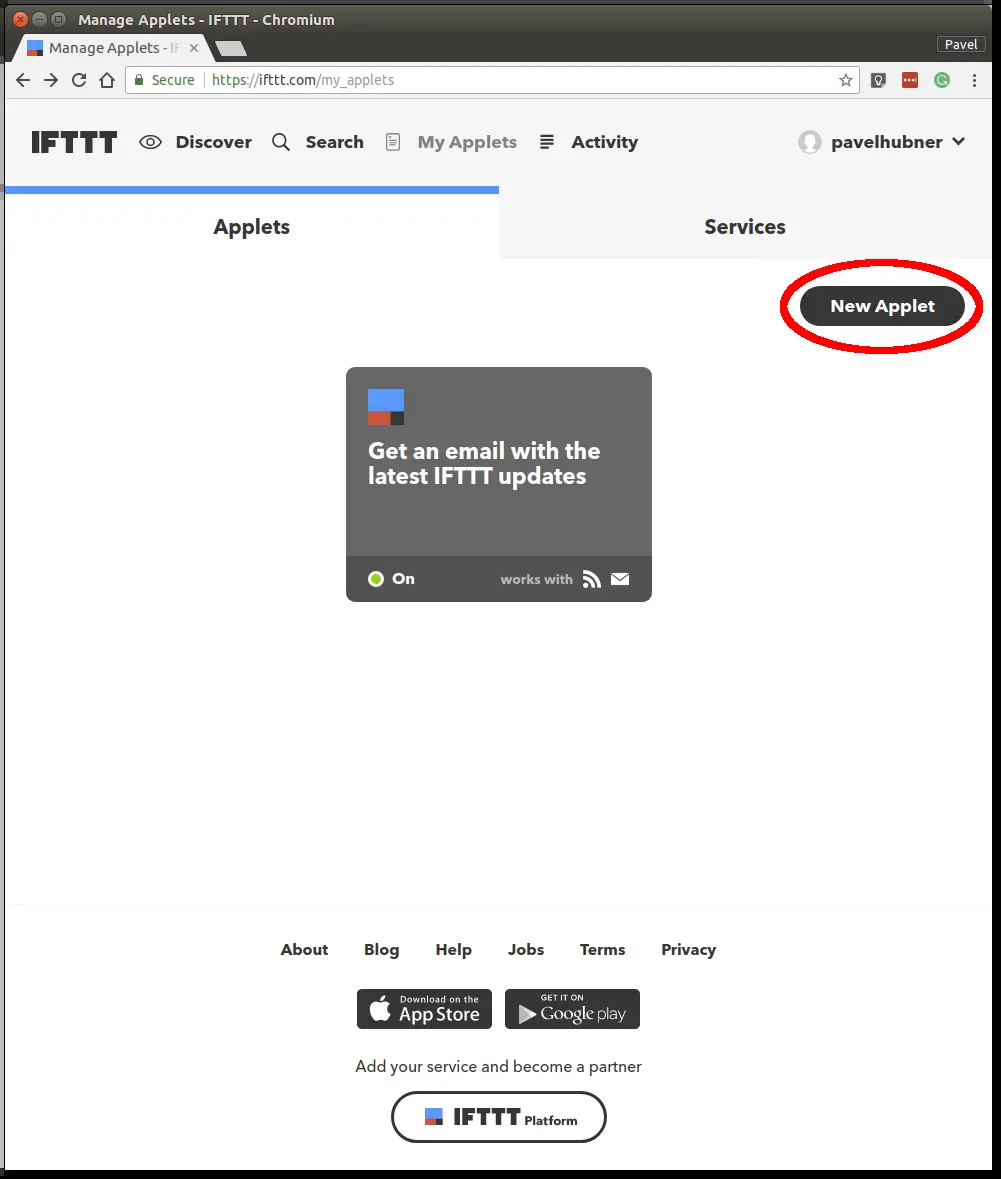 Manage Applets - IFTTT - Chromium
Manage Applets - IF
Pavel
Secure https://ifttt.com/my_applets
IFTTT Discover Search My Applets Activity pavelhubner
Applets Services
New Applet
Get an email with the
latest IFTTT updates
On works with
About Blog Help Jobs Terms Privacy
Download on the
App Store
GET IT ON
Google play
Add your service and become a partner
IFTTT Platform